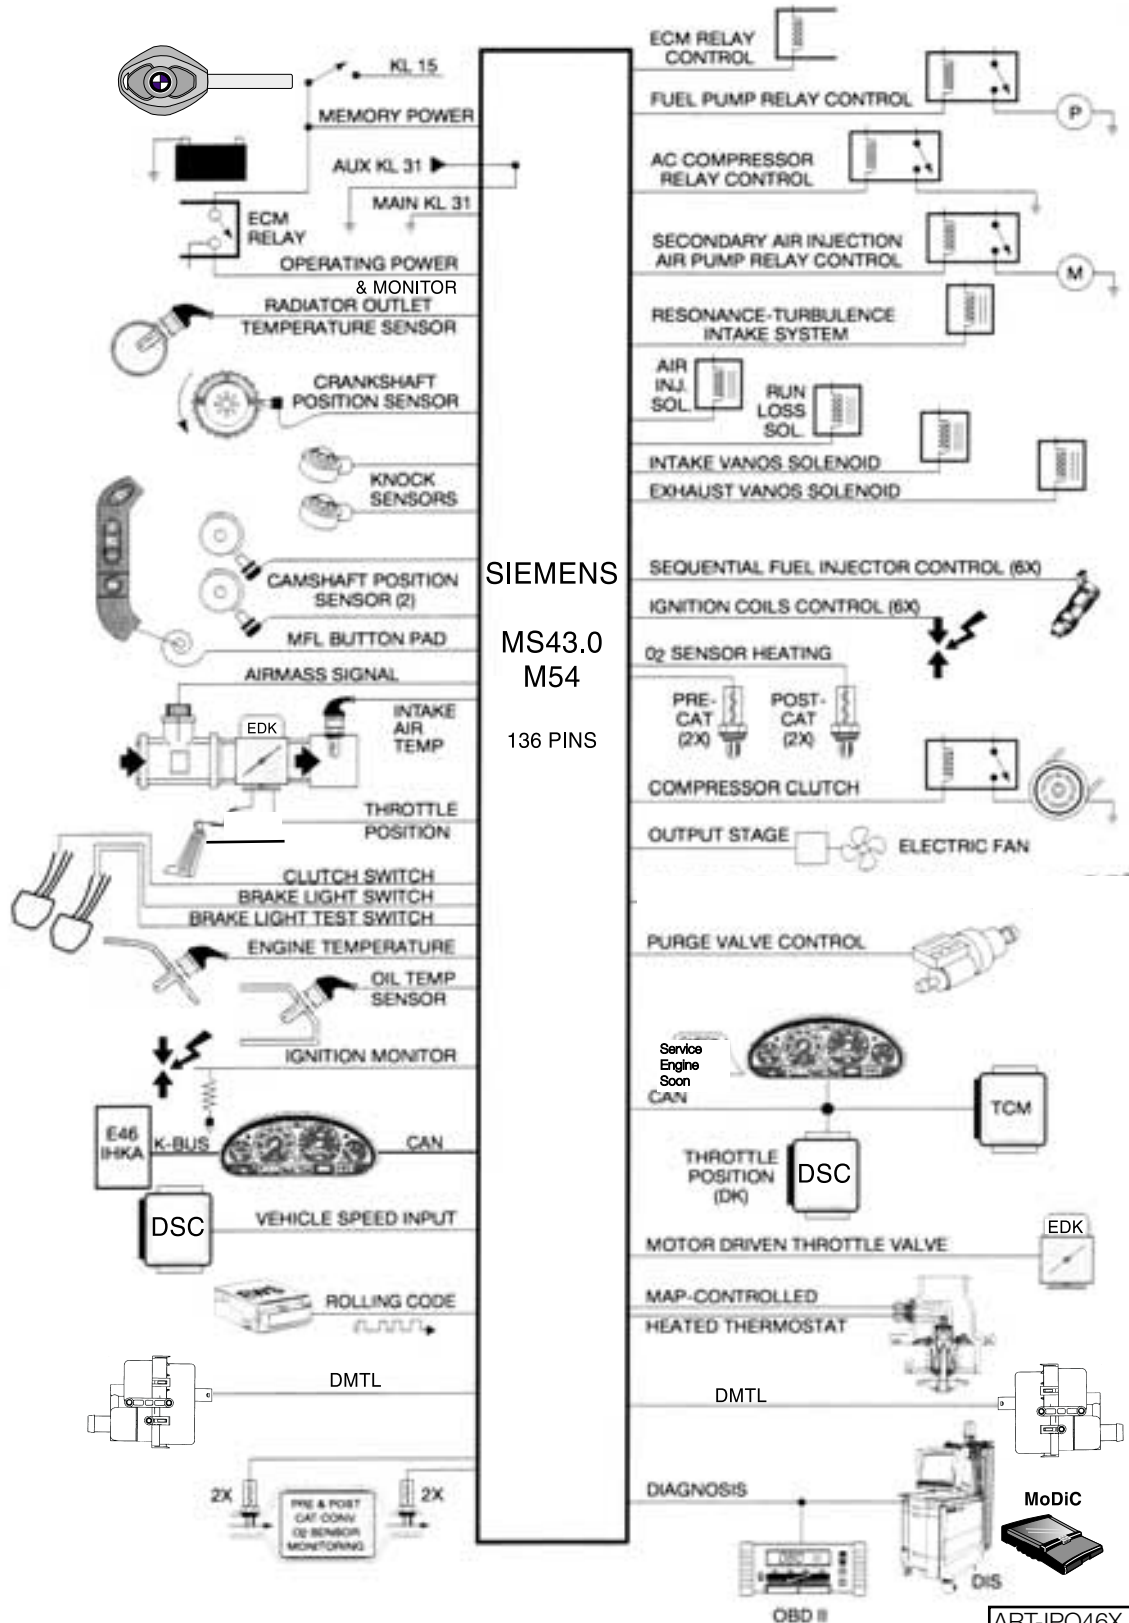 KL 15
MEMORY POWER
AUX KL 31
MAIN KL 31
ECM
RELAY
OPERATING POWER
& MONITOR
RADIATOR OUTLET
TEMPERATURE SENSOR
CRANKSHAFT
POSITION SENSOR
KNOCK
SENSORS
CAMSHAFT POSITION
SENSOR (2)
MFL BUTTON PAD
AIRMASS SIGNAL
EDK
INTAKE
AIR
TEMP
THROTTLE
POSITION
CLUTCH SWITCH
BRAKE LIGHT SWITCH
BRAKE LIGHT TEST SWITCH
ENGINE TEMPERATURE
OIL TEMP
SENSOR
IGNITION MONITOR
E46
IHKA
K-BUS
CAN
DSC
VEHICLE SPEED INPUT
EWS
ROLLING CODE
DMTL
2X
PRE & POST
CAT CONV
O2 SENSOR
MONITORING
2X
SIEMENS
MS43.0
M54
136 PINS
ECM RELAY
CONTROL
FUEL PUMP RELAY CONTROL
P
AC COMPRESSOR
RELAY CONTROL
SECONDARY AIR INJECTION
AIR PUMP RELAY CONTROL
M
RESONANCE-TURBULENCE
INTAKE SYSTEM
AIR
INJ.
SOL.
RUN
LOSS
SOL.
INTAKE VANOS SOLENOID
EXHAUST VANOS SOLENOID
SEQUENTIAL FUEL INJECTOR CONTROL (6X)
IGNITION COILS CONTROL (6X)
O2 SENSOR HEATING
PRE-
CAT
(2X)
POST-
CAT
(2X)
COMPRESSOR CLUTCH
OUTPUT STAGE
ELECTRIC FAN
PURGE VALVE CONTROL
Service
Engine
Soon
CAN
TCM
THROTTLE
POSITION
(DK)
DSC
MOTOR DRIVEN THROTTLE VALVE
EDK
MAP-CONTROLLED
HEATED THERMOSTAT
DMTL
DIAGNOSIS
MoDiC
DIS
OBD II